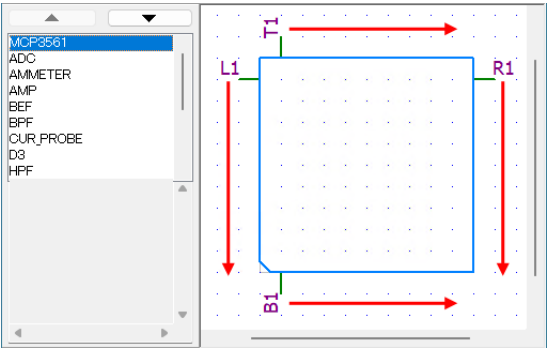 MCP3561
ADC
AMMETER
AMP
BEF
BPF
CUR_PROBE
D3
HPF
T1
L1
R1
B1